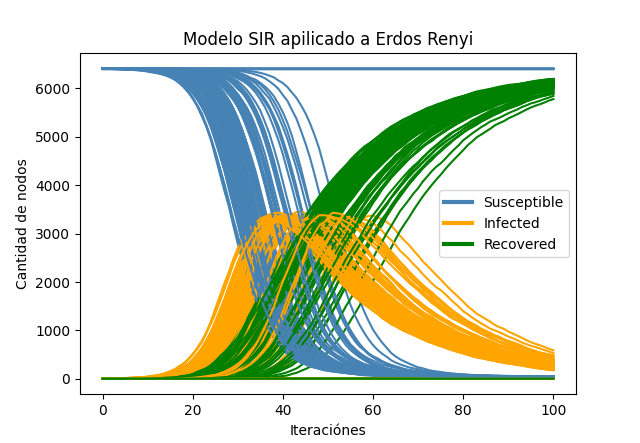 Modelo SIR apilicado a Erdos Renyi
Cantidad de nodos
6000
5000
4000
3000
2000
1000
0
Susceptible
Infected
Recovered
0 20 40 60 80 100
Iteraciónes